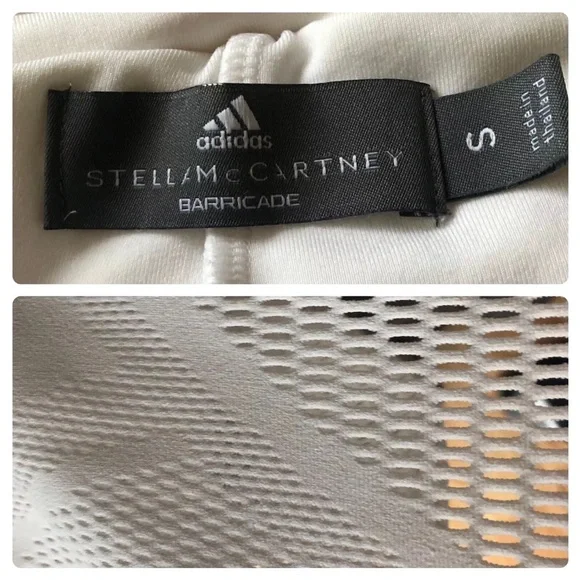 adidas
STELLA McCARTNEY
BARRICADE
S
made in
thailand